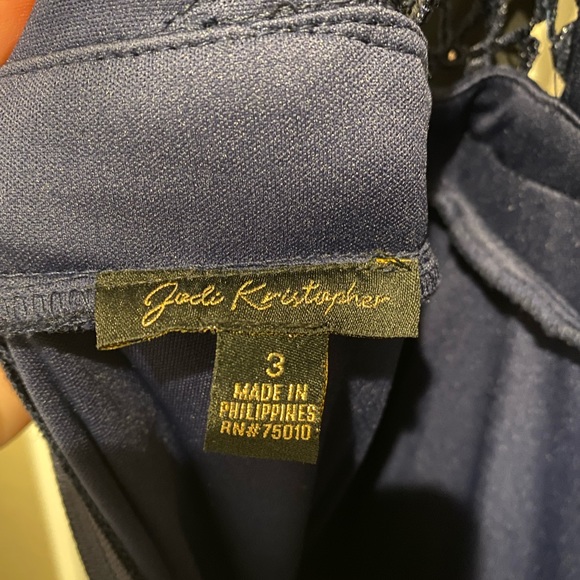 Jodi Kristopher
3
MADE IN
PHILIPPINES
RN#75010